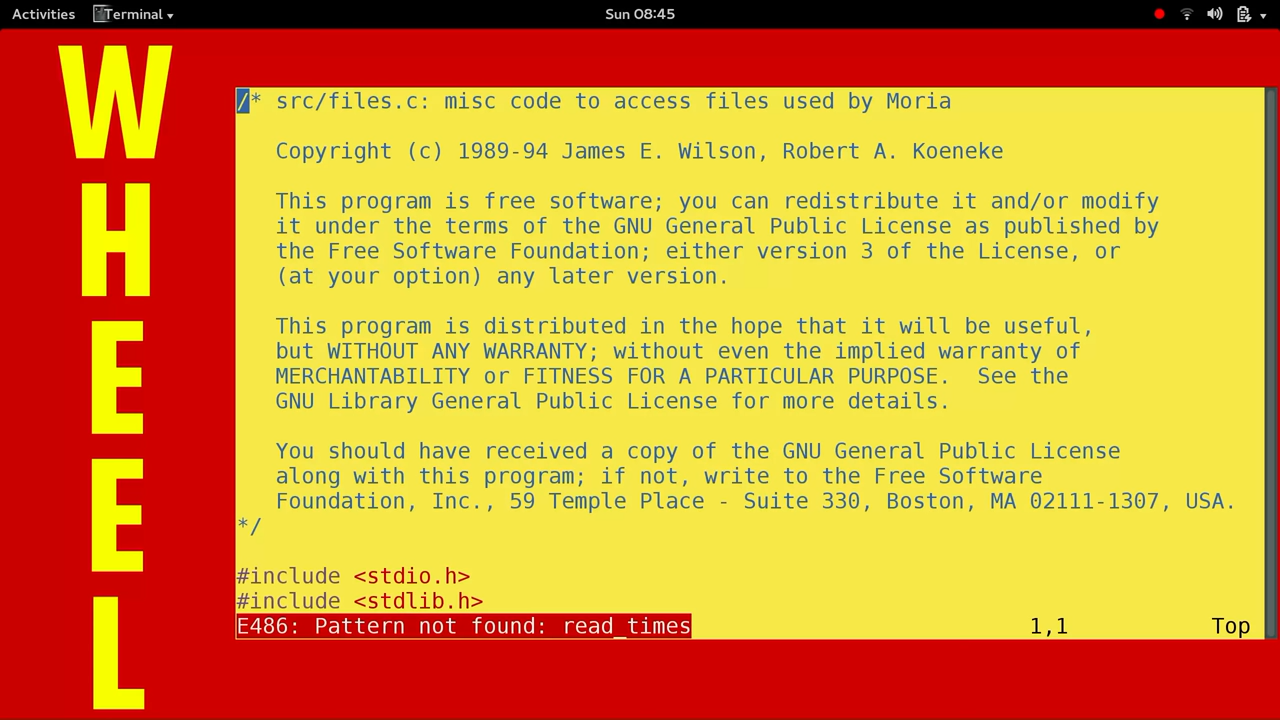 Activities Terminal Sun 08:45
WHEEL
/* src/files.c: misc code to access files used by Moria
Copyright (c) 1989-94 James E. Wilson, Robert A. Koeneke
This program is free software; you can redistribute it and/or modify
it under the terms of the GNU General Public License as published by
the Free Software Foundation; either version 3 of the License, or
(at your option) any later version.
This program is distributed in the hope that it will be useful,
but WITHOUT ANY WARRANTY; without even the implied warranty of
MERCHANTABILITY or FITNESS FOR A PARTICULAR PURPOSE.  See the
GNU Library General Public License for more details.
You should have received a copy of the GNU General Public License
along with this program; if not, write to the Free Software
Foundation, Inc., 59 Temple Place - Suite 330, Boston, MA 02111-1307, USA.
*/
#include <stdio.h>
#include <stdlib.h>
E486: Pattern not found: read_times 1,1 Top